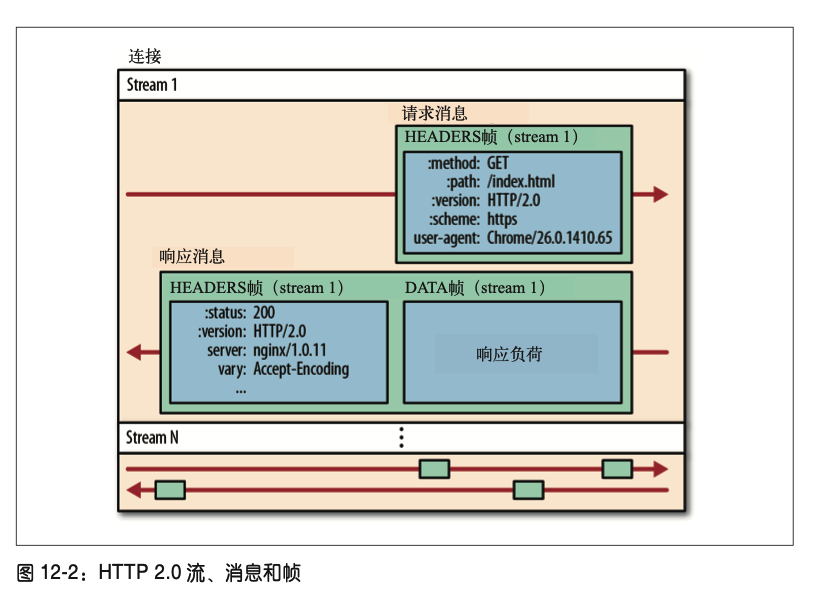 连接
Stream 1
请求消息
HEADERS帧（stream 1）
:method: GET
:path: /index.html
:version: HTTP/2.0
:scheme: https
user-agent: Chrome/26.0.1410.65
响应消息
HEADERS帧（stream 1）
:status: 200
:version: HTTP/2.0
server: nginx/1.0.11
vary: Accept-Encoding
...
DATA帧（stream 1）
响应负荷
Stream N
图 12-2：HTTP 2.0 流、消息和帧